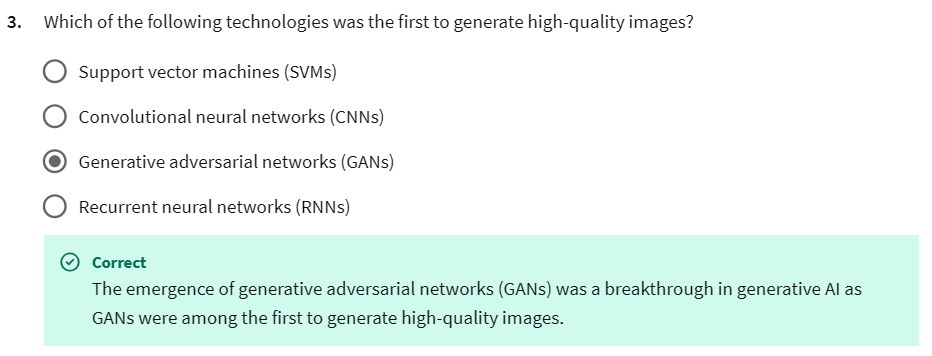 3. Which of the following technologies was the first to generate high-quality images?
Support vector machines (SVMs)
Convolutional neural networks (CNNs)
Generative adversarial networks (GANs)
Recurrent neural networks (RNNs)
Correct
The emergence of generative adversarial networks (GANs) was a breakthrough in generative AI as
GANs were among the first to generate high-quality images.